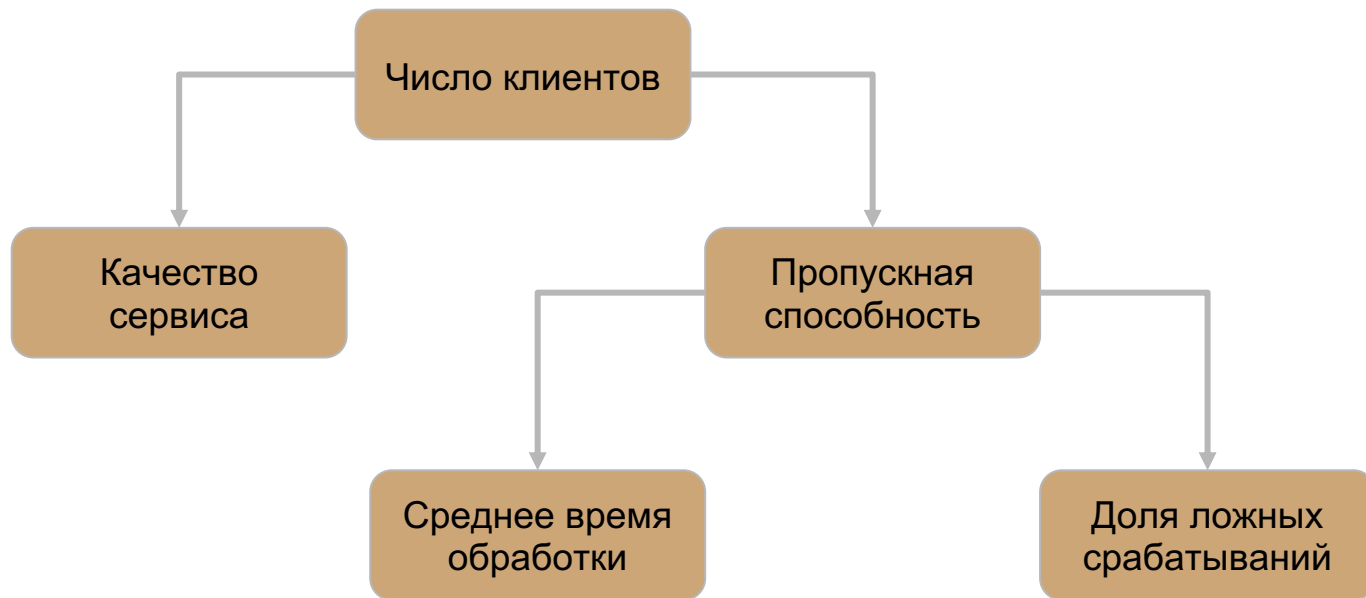 Число клиентов
Качество
сервиса
Пропускная
способность
Среднее время
обработки
Доля ложных
срабатываний